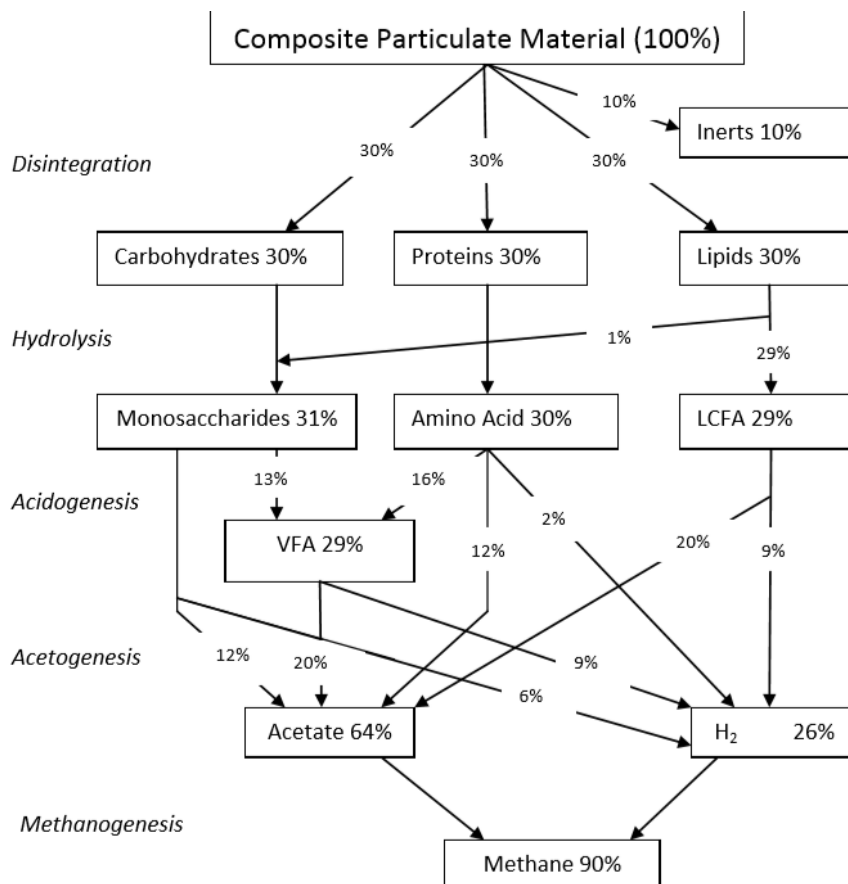 Composite Particulate Material (100%)
10%
Inerts 10%
Disintegration
30%
30%
30%
Carbohydrates 30%
Proteins 30%
Lipids 30%
Hydrolysis
1%
29%
Monosaccharides 31%
Amino Acid 30%
LCFA 29%
13%
16%
Acidogenesis
2%
VFA 29%
12%
20%
9%
Acetogenesis
12%
20%
9%
6%
Acetate 64%
H₂ 26%
Methanogenesis
Methane 90%